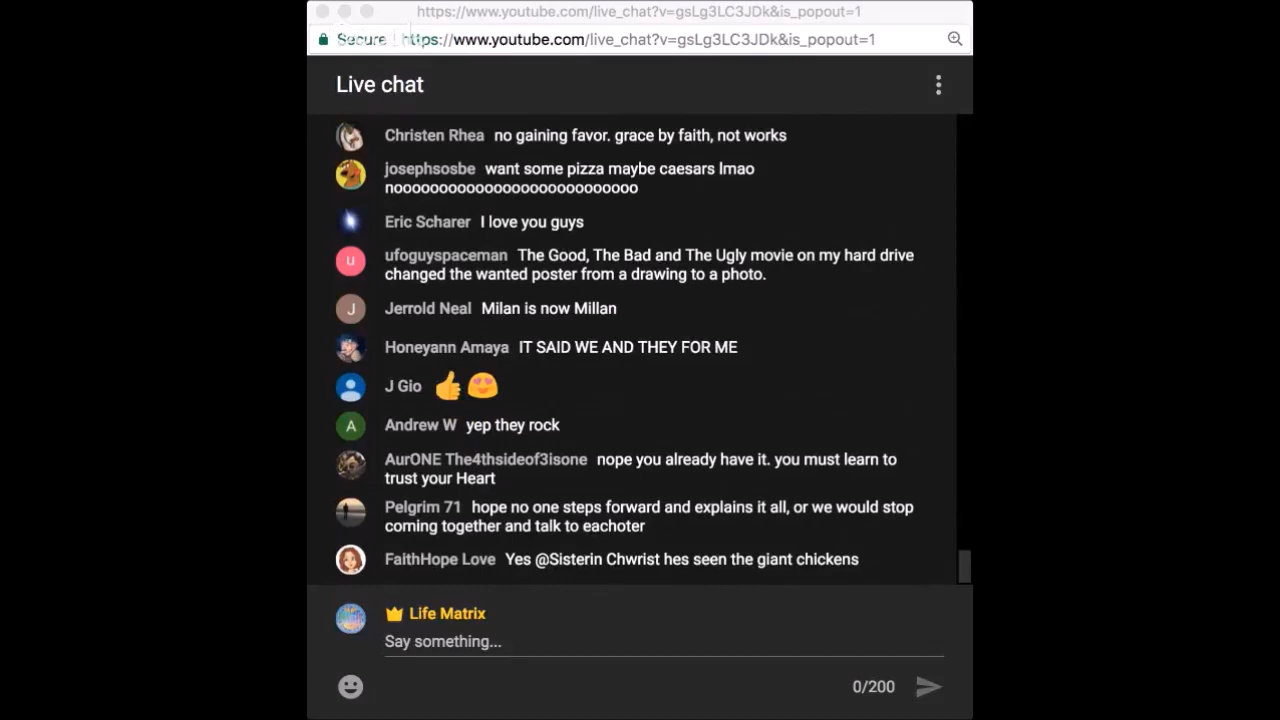 https://www.youtube.com/live_chat?v=gsLg3LC3JDk&is_popout=1
Secure https://www.youtube.com/live_chat?v=gsLg3LC3JDk&is_popout=1
Live chat
Christen Rhea no gaining favor. grace by faith, not works
josephsosbe want some pizza maybe caesars lmao
nooooooooooooooooooooooooooo
Eric Scharer I love you guys
u ufoguyspaceman The Good, The Bad and The Ugly movie on my hard drive
changed the wanted poster from a drawing to a photo.
J Jerrold Neal Milan is now Millan
Honeyann Amaya IT SAID WE AND THEY FOR ME
J Gio 👍 😍
A Andrew W yep they rock
AurONE The4thsideof3isone nope you already have it. you must learn to
trust your Heart
Pelgrim 71 hope no one steps forward and explains it all, or we would stop
coming together and talk to eachoter
FaithHope Love Yes @Sisterin Chwrist hes seen the giant chickens
Life Matrix
Say something...
0/200